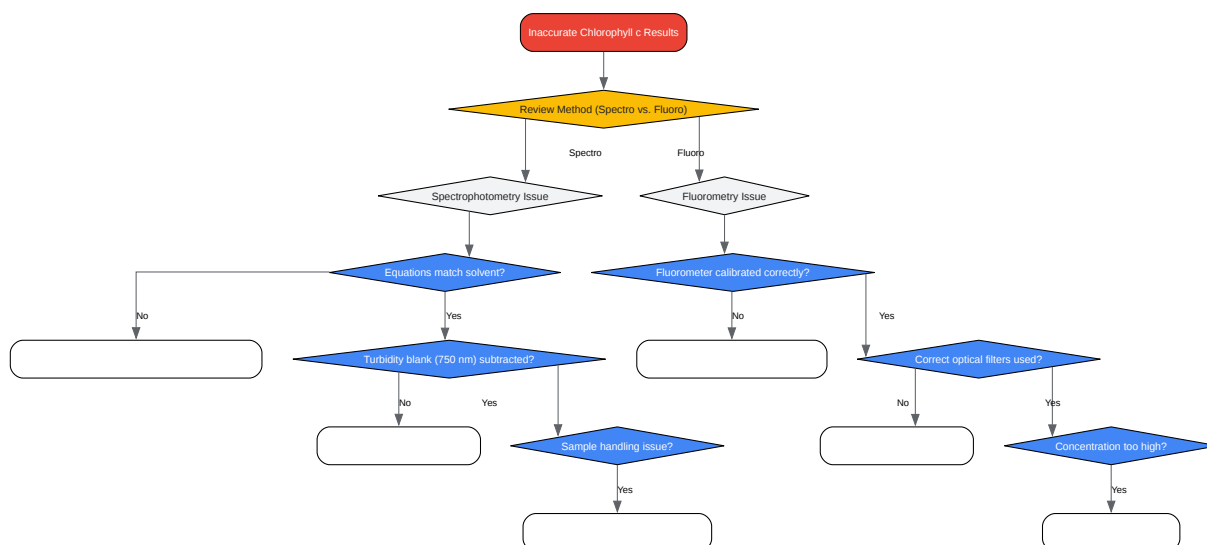 Inaccurate Chlorophyll c Results
Review Method (Spectro vs. Fluoro)
Spectro
Fluoro
Spectrophotometry Issue
Fluorometry Issue
Equations match solvent?
Fluorometer calibrated correctly?
No
Yes
No
Yes
Turbidity blank (750 nm) subtracted?
Correct optical filters used?
No
Yes
No
Yes
Sample handling issue?
Concentration too high?
Yes
Yes